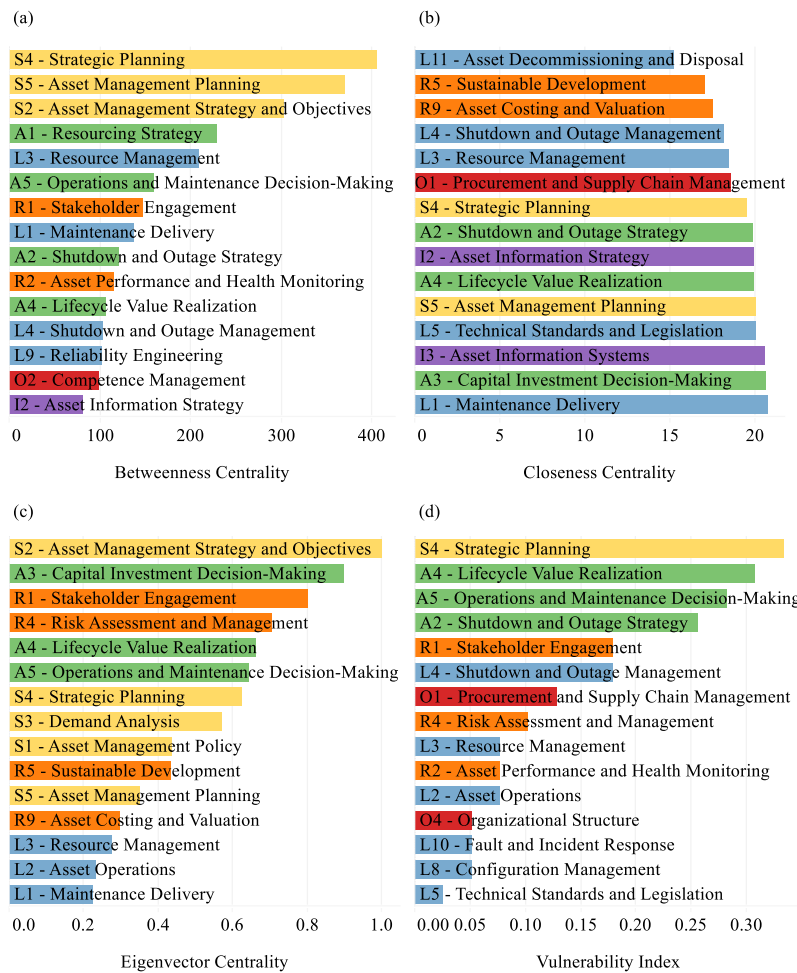 (a)
S4 - Strategic Planning
S5 - Asset Management Planning
S2 - Asset Management Strategy and Objectives
A1 - Resourcing Strategy
L3 - Resource Management
A5 - Operations and Maintenance Decision-Making
R1 - Stakeholder Engagement
L1 - Maintenance Delivery
A2 - Shutdown and Outage Strategy
R2 - Asset Performance and Health Monitoring
A4 - Lifecycle Value Realization
L4 - Shutdown and Outage Management
L9 - Reliability Engineering
O2 - Competence Management
I2 - Asset Information Strategy
0 100 200 300 400
Betweenness Centrality
(b)
L11 - Asset Decommissioning and Disposal
R5 - Sustainable Development
R9 - Asset Costing and Valuation
L4 - Shutdown and Outage Management
L3 - Resource Management
O1 - Procurement and Supply Chain Management
S4 - Strategic Planning
A2 - Shutdown and Outage Strategy
I2 - Asset Information Strategy
A4 - Lifecycle Value Realization
S5 - Asset Management Planning
L5 - Technical Standards and Legislation
I3 - Asset Information Systems
A3 - Capital Investment Decision-Making
L1 - Maintenance Delivery
0 5 10 15 20
Closeness Centrality
(c)
S2 - Asset Management Strategy and Objectives
A3 - Capital Investment Decision-Making
R1 - Stakeholder Engagement
R4 - Risk Assessment and Management
A4 - Lifecycle Value Realization
A5 - Operations and Maintenance Decision-Making
S4 - Strategic Planning
S3 - Demand Analysis
S1 - Asset Management Policy
R5 - Sustainable Development
S5 - Asset Management Planning
R9 - Asset Costing and Valuation
L3 - Resource Management
L2 - Asset Operations
L1 - Maintenance Delivery
0.0 0.2 0.4 0.6 0.8 1.0
Eigenvector Centrality
(d)
S4 - Strategic Planning
A4 - Lifecycle Value Realization
A5 - Operations and Maintenance Decision-Making
A2 - Shutdown and Outage Strategy
R1 - Stakeholder Engagement
L4 - Shutdown and Outage Management
O1 - Procurement and Supply Chain Management
R4 - Risk Assessment and Management
L3 - Resource Management
R2 - Asset Performance and Health Monitoring
L2 - Asset Operations
O4 - Organizational Structure
L10 - Fault and Incident Response
L8 - Configuration Management
L5 - Technical Standards and Legislation
0.00 0.05 0.10 0.15 0.20 0.25 0.30
Vulnerability Index